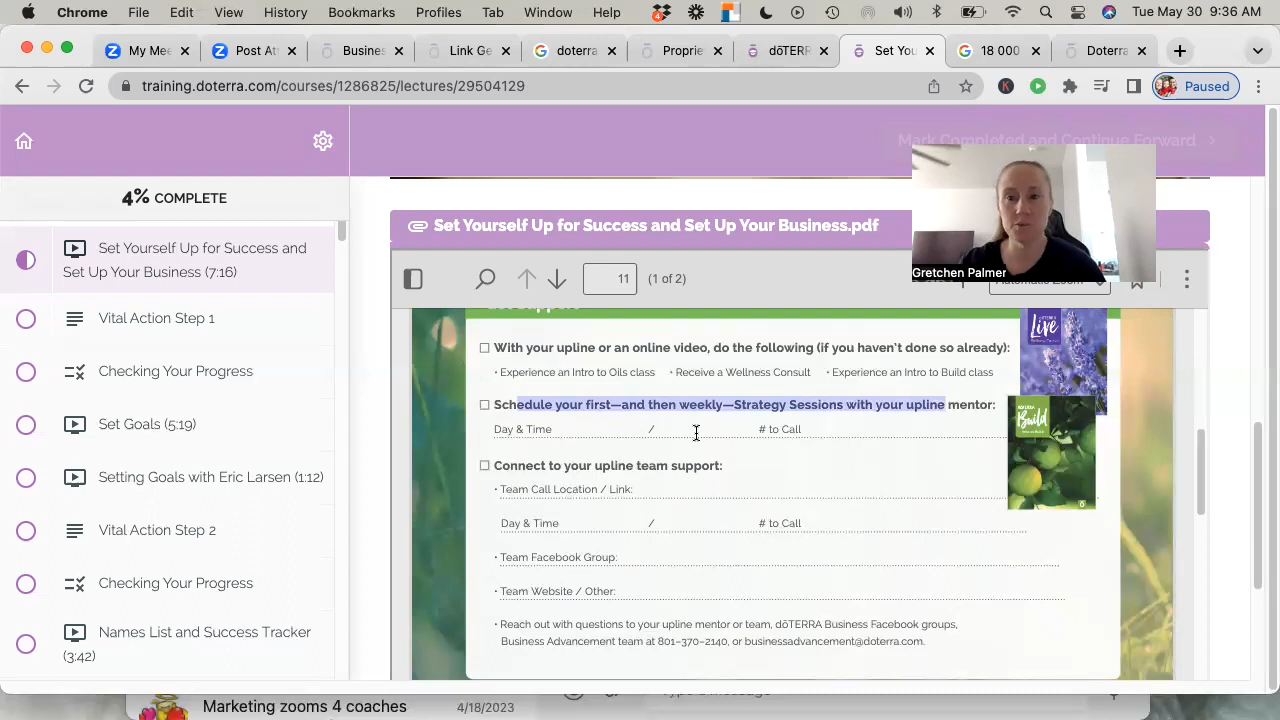 Chrome File Edit View History Bookmarks Profiles Tab Window Help 4 Tue May 30 9:36 AM
My Mee Post At Busines Link Ge doterra Proprie dōTERR Set You 18 000 Doterra
training.doterra.com/courses/1286825/lectures/29504129 K Paused
Mark Completed and Continue Forward
4% COMPLETE
Set Yourself Up for Success and
Set Up Your Business (7:16)
Vital Action Step 1
Checking Your Progress
Set Goals (5:19)
Setting Goals with Eric Larsen (1:12)
Vital Action Step 2
Checking Your Progress
Names List and Success Tracker
(3:42)
Set Yourself Up for Success and Set Up Your Business.pdf
Gretchen Palmer
11 (1 of 2)
With your upline or an online video, do the following (if you haven't done so already):
• Experience an Intro to Oils class • Receive a Wellness Consult • Experience an Intro to Build class
Schedule your first—and then weekly—Strategy Sessions with your upline mentor:
Day & Time / # to Call
Connect to your upline team support:
• Team Call Location / Link:
Day & Time / # to Call
• Team Facebook Group:
• Team Website / Other:
• Reach out with questions to your upline mentor or team, dōTERRA Business Facebook groups,
Business Advancement team at 801–370–2140, or businessadvancement@doterra.com.
Live
Build
Marketing zooms 4 coaches 4/18/2023